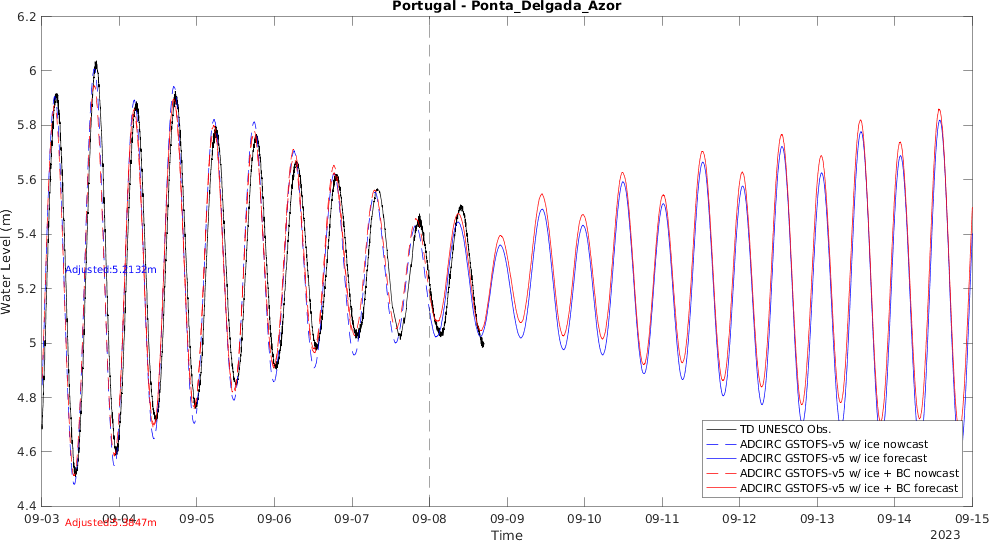 Portugal - Ponta_Delgada_Azor
6.2
6
5.8
5.6
5.4
5.2
5
4.8
4.6
4.4
Water Level (m)
Adjusted:5.2132m
Adjusted:5.3847m
TD UNESCO Obs.
ADCIRC GSTOFS-v5 w/ ice nowcast
ADCIRC GSTOFS-v5 w/ ice forecast
ADCIRC GSTOFS-v5 w/ ice + BC nowcast
ADCIRC GSTOFS-v5 w/ ice + BC forecast
09-03 09-04 09-05 09-06 09-07 09-08 09-09 09-10 09-11 09-12 09-13 09-14 09-15
Time
2023